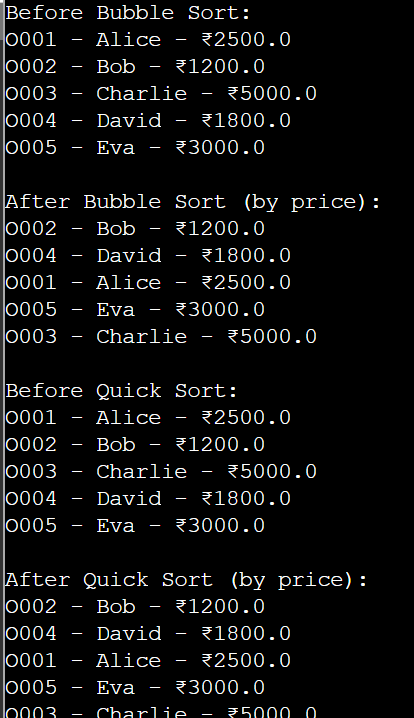 Before Bubble Sort:
O001 - Alice - ₹2500.0
O002 - Bob - ₹1200.0
O003 - Charlie - ₹5000.0
O004 - David - ₹1800.0
O005 - Eva - ₹3000.0
After Bubble Sort (by price):
O002 - Bob - ₹1200.0
O004 - David - ₹1800.0
O001 - Alice - ₹2500.0
O005 - Eva - ₹3000.0
O003 - Charlie - ₹5000.0
Before Quick Sort:
O001 - Alice - ₹2500.0
O002 - Bob - ₹1200.0
O003 - Charlie - ₹5000.0
O004 - David - ₹1800.0
O005 - Eva - ₹3000.0
After Quick Sort (by price):
O002 - Bob - ₹1200.0
O004 - David - ₹1800.0
O001 - Alice - ₹2500.0
O005 - Eva - ₹3000.0
O003 - Charlie - ₹5000.0